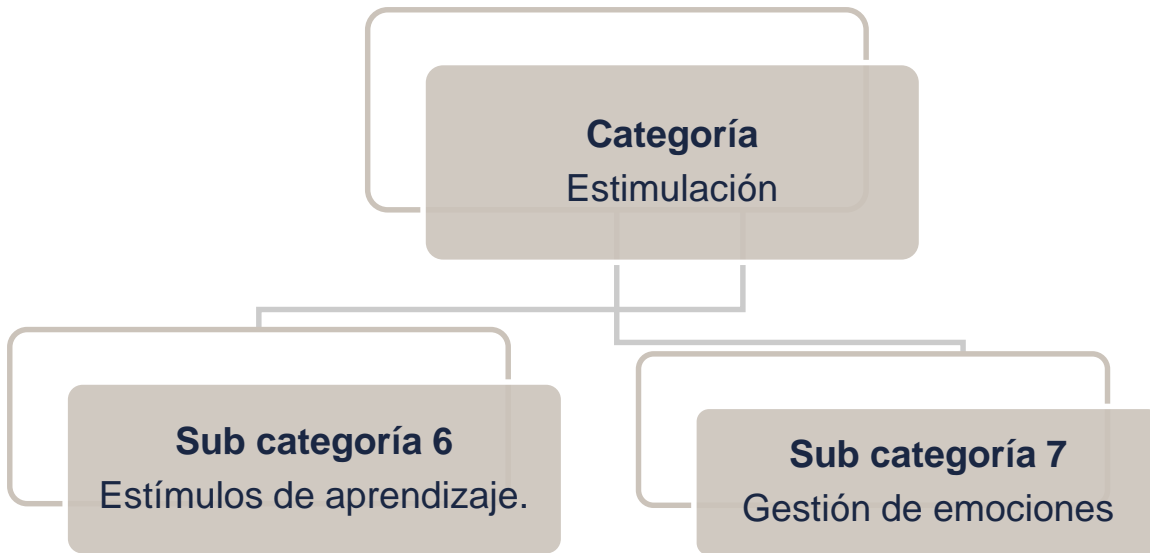 Categoría
Estimulación
Sub categoría 6
Estímulos de aprendizaje.
Sub categoría 7
Gestión de emociones